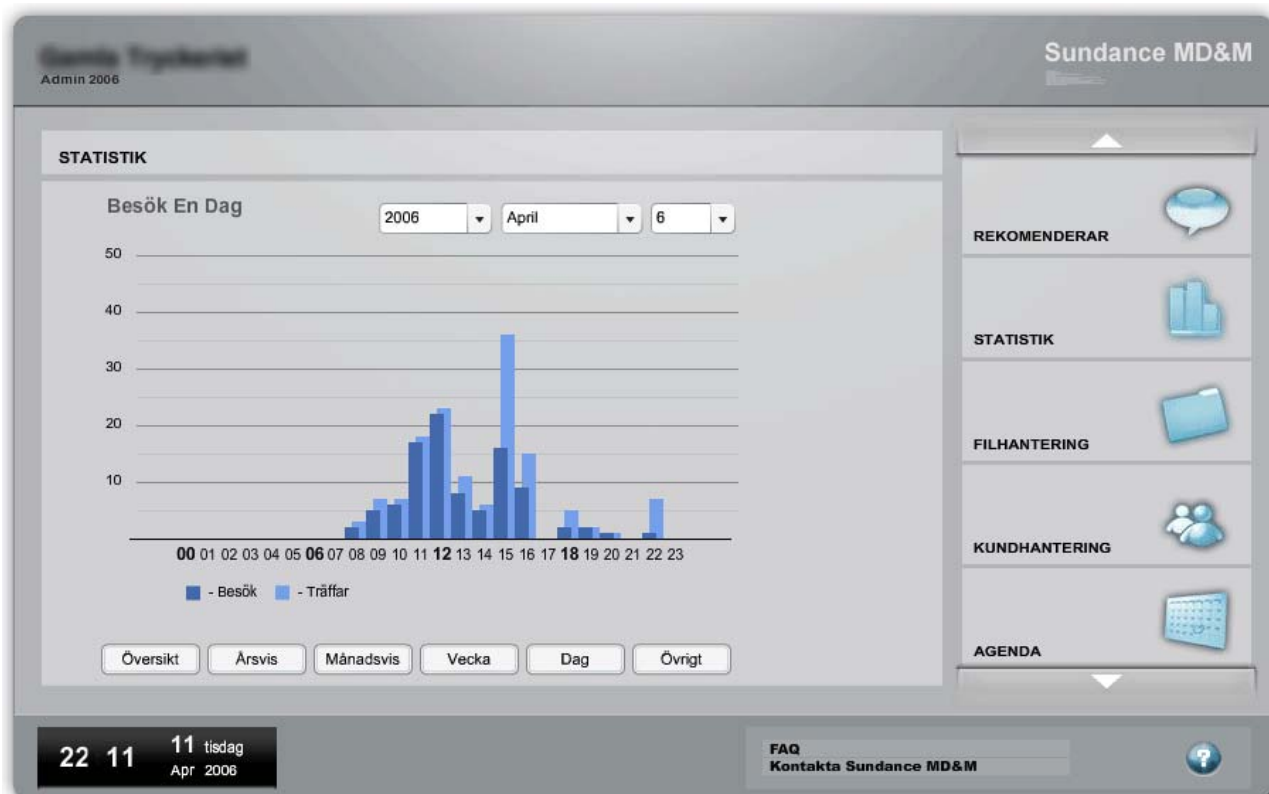 Admin 2006
Sundance MD&M
STATISTIK
Besök En Dag
2006
April
6
50
40
30
20
10
00 01 02 03 04 05 06 07 08 09 10 11 12 13 14 15 16 17 18 19 20 21 22 23
- Besök - Träffar
Översikt Årsvis Månadsvis Vecka Dag Övrigt
REKOMENDERAR
STATISTIK
FILHANTERING
KUNDHANTERING
AGENDA
22 11
11 tisdag
Apr 2006
FAQ
Kontakta Sundance MD&M
?